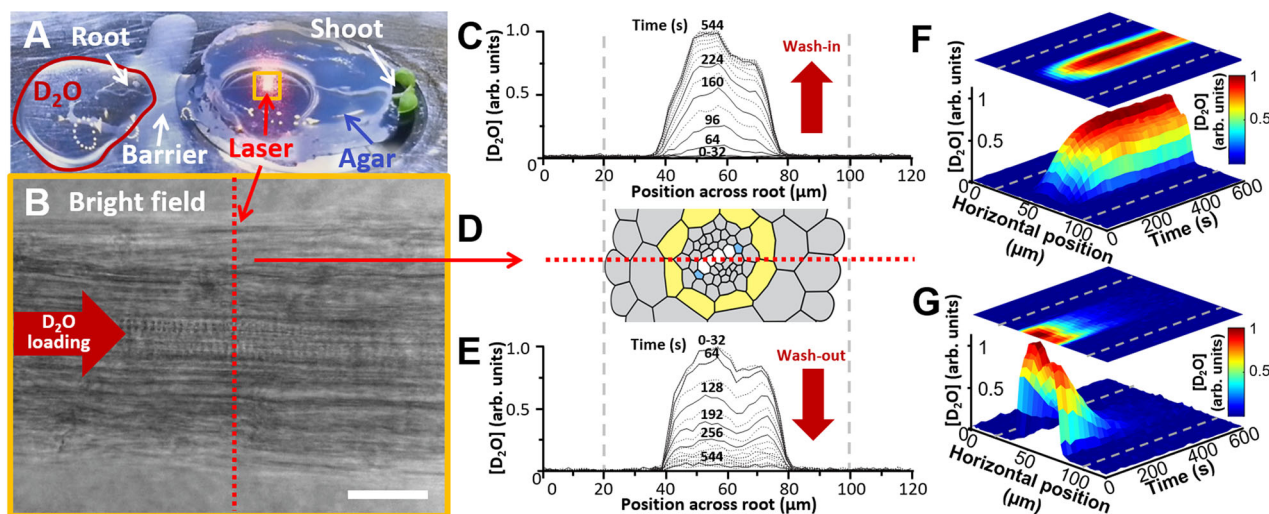 A
Root
Shoot
D₂O
Barrier
Laser
Agar
B
Bright field
D₂O
loading
C
Time (s)
544
224
160
96
64
0-32
Wash-in
[D₂O] (arb. units)
1.0
0.5
0
0
20
40
60
80
100
120
Position across root (µm)
D
E
Time (s)
0-32
64
128
192
256
544
Wash-out
[D₂O] (arb. units)
1.0
0.5
0
0
20
40
60
80
100
120
Position across root (µm)
F
[D₂O]
(arb. units)
1
0.5
[D₂O] (arb. units)
1
0.5
0
0
50
100
Horizontal position
(µm)
0
200
400
600
Time (s)
G
[D₂O]
(arb. units)
1
0.5
[D₂O] (arb. units)
1
0.5
0
0
50
100
Horizontal position
(µm)
0
200
400
600
Time (s)